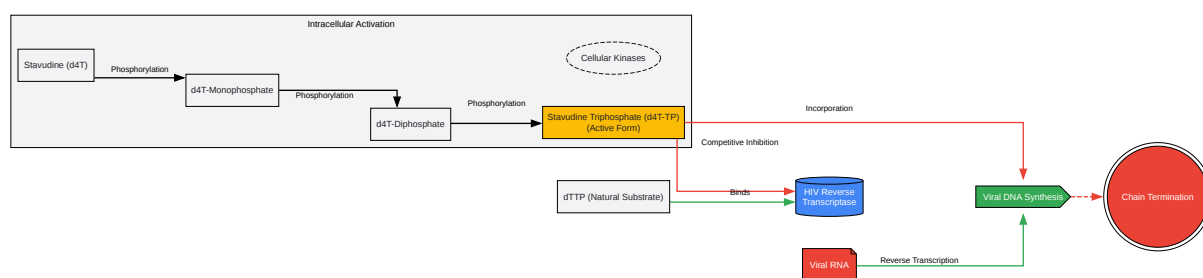 Intracellular Activation
Stavudine (d4T)
Phosphorylation
d4T-Monophosphate
Phosphorylation
d4T-Diphosphate
Phosphorylation
Cellular Kinases
Stavudine Triphosphate (d4T-TP)
(Active Form)
Incorporation
Competitive Inhibition
dTTP (Natural Substrate)
Binds
HIV Reverse
Transcriptase
Viral DNA Synthesis
Chain Termination
Viral RNA
Reverse Transcription